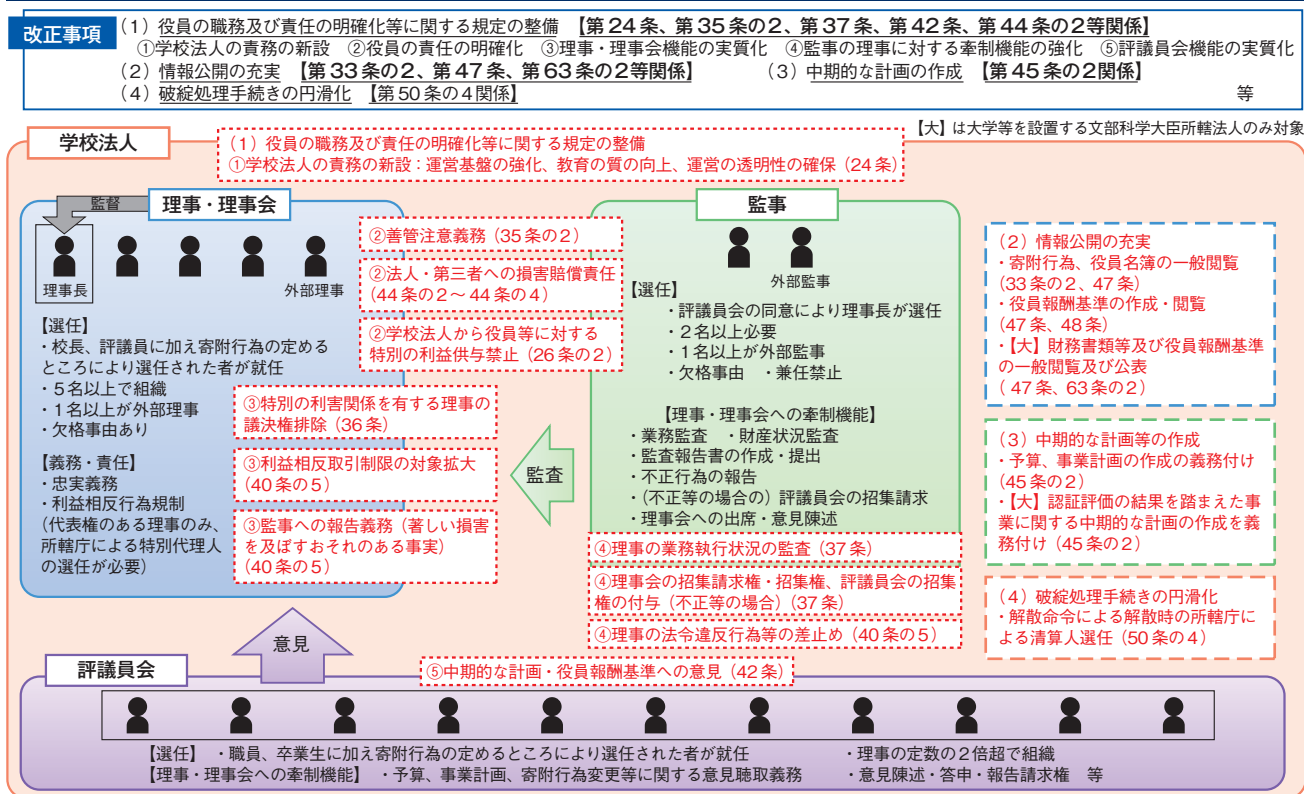 改正事項
(1)役員の職務及び責任の明確化等に関する規定の整備 【第24条、第35条の2、第37条、第42条、第44条の2等関係】
①学校法人の責務の新設 ②役員の責任の明確化 ③理事・理事会機能の実質化 ④監事の理事に対する牽制機能の強化 ⑤評議員会機能の実質化
(2)情報公開の充実 【第33条の2、第47条、第63条の2等関係】 (3)中期的な計画の作成 【第45条の2関係】
(4)破綻処理手続きの円滑化 【第50条の4関係】 等
【大】は大学等を設置する文部科学大臣所轄法人のみ対象
学校法人
(1)役員の職務及び責任の明確化等に関する規定の整備
①学校法人の責務の新設:運営基盤の強化、教育の質の向上、運営の透明性の確保(24条)
監督
理事・理事会
理事長
外部理事
【選任】
・校長、評議員に加え寄附行為の定める
ところにより選任された者が就任
・5名以上で組織
・1名以上が外部理事
・欠格事由あり
【義務・責任】
・忠実義務
・利益相反行為規制
(代表権のある理事のみ、
所轄庁による特別代理人
の選任が必要)
②善管注意義務(35条の2)
②法人・第三者への損害賠償責任
(44条の2~44条の4)
②学校法人から役員等に対する
特別の利益供与禁止(26条の2)
③特別の利害関係を有する理事の
議決権排除(36条)
③利益相反取引制限の対象拡大
(40条の5)
③監事への報告義務(著しい損害
を及ぼすおそれのある事実)
(40条の5)
監査
監事
外部監事
【選任】
・評議員会の同意により理事長が選任
・2名以上必要
・1名以上が外部監事
・欠格事由 ・兼任禁止
【理事・理事会への牽制機能】
・業務監査 ・財産状況監査
・監査報告書の作成・提出
・不正行為の報告
・(不正等の場合の)評議員会の招集請求
・理事会への出席・意見陳述
④理事の業務執行状況の監査(37条)
④理事会の招集請求権・招集権、評議員会の招集
権の付与(不正等の場合)(37条)
④理事の法令違反行為等の差止め(40条の5)
(2)情報公開の充実
・寄附行為、役員名簿の一般閲覧
(33条の2、47条)
・役員報酬基準の作成・閲覧
(47条、48条)
・【大】財務書類等及び役員報酬基準
の一般閲覧及び公表
(47条、63条の2)
(3)中期的な計画等の作成
・予算、事業計画の作成の義務付け
(45条の2)
・【大】認証評価の結果を踏まえた事
業に関する中期的な計画の作成を義
務付け(45条の2)
(4)破綻処理手続きの円滑化
・解散命令による解散時の所轄庁に
よる清算人選任(50条の4)
意見
評議員会
⑤中期的な計画・役員報酬基準への意見(42条)
【選任】 ・職員、卒業生に加え寄附行為の定めるところにより選任された者が就任 ・理事の定数の2倍超で組織
【理事・理事会への牽制機能】 ・予算、事業計画、寄附行為変更等に関する意見聴取義務 ・意見陳述・答申・報告請求権 等